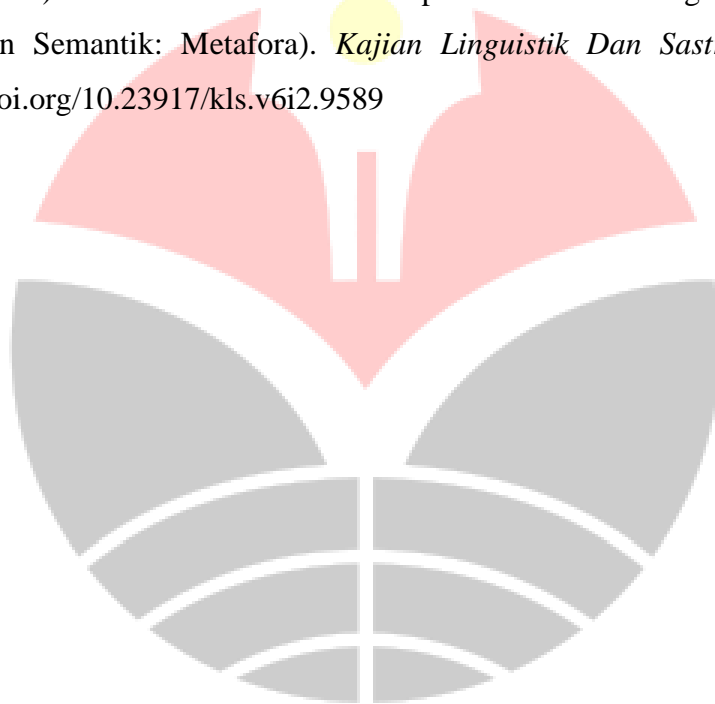 n Semantik: Metafora). Kajian Linguistik Dan Sast
oi.org/10.23917/kls.v6i2.9589